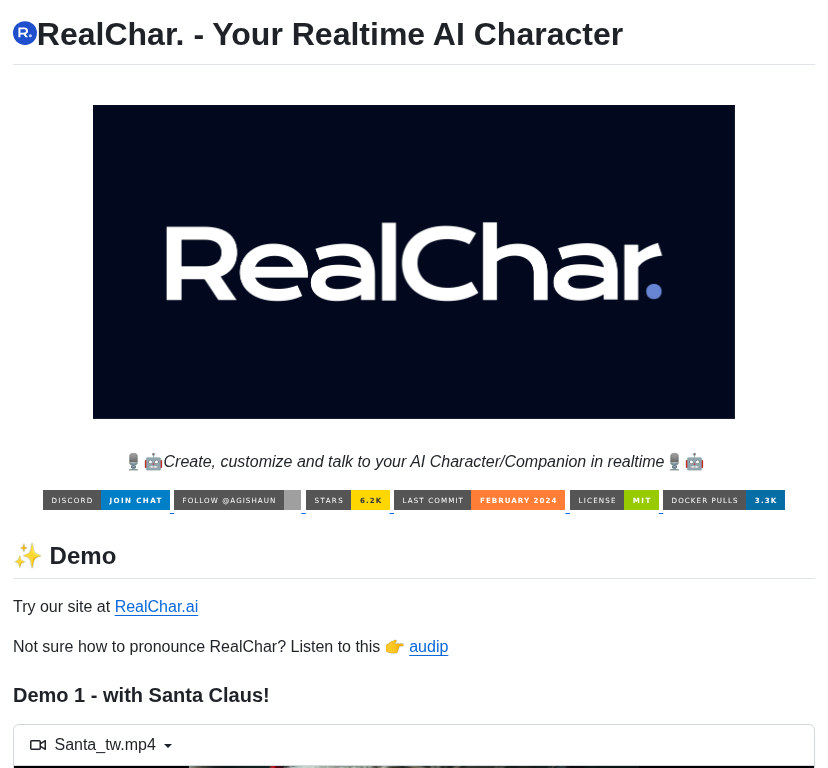 R. RealChar. - Your Realtime AI Character
RealChar.
🎙️🤖Create, customize and talk to your AI Character/Companion in realtime🎙️🤖
DISCORD JOIN CHAT FOLLOW @AGISHAUN STARS 6.2K LAST COMMIT FEBRUARY 2024 LICENSE MIT DOCKER PULLS 3.3K
✨ Demo
Try our site at RealChar.ai
Not sure how to pronounce RealChar? Listen to this 👉 audip
Demo 1 - with Santa Claus!
Santa_tw.mp4